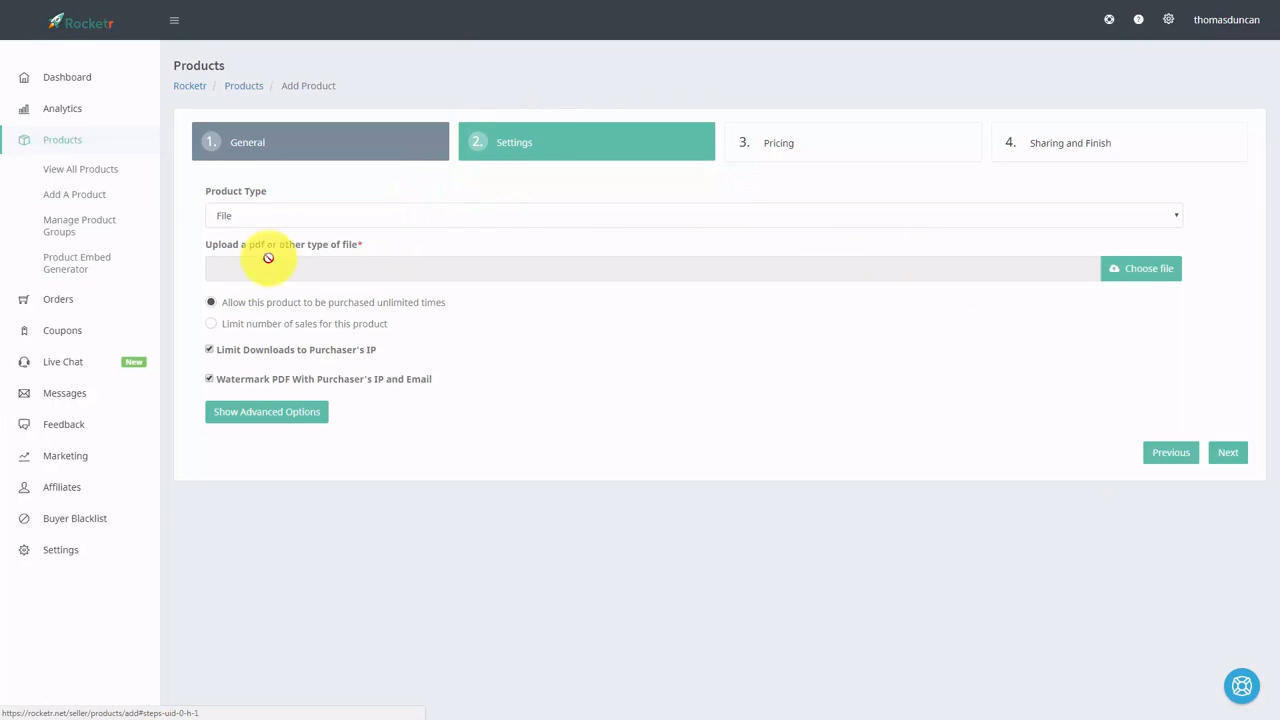 Rocketr
thomasduncan
Dashboard
Analytics
Products
View All Products
Add A Product
Manage Product
Groups
Product Embed
Generator
Orders
Coupons
Live Chat New
Messages
Feedback
Marketing
Affiliates
Buyer Blacklist
Settings
Products
Rocketr / Products / Add Product
1. General
2. Settings
3. Pricing
4. Sharing and Finish
Product Type
File
Upload a pdf or other type of file*
Choose file
Allow this product to be purchased unlimited times
Limit number of sales for this product
Limit Downloads to Purchaser's IP
Watermark PDF With Purchaser's IP and Email
Show Advanced Options
Previous Next
https://rocketr.net/seller/products/add#steps-uid-0-h-1